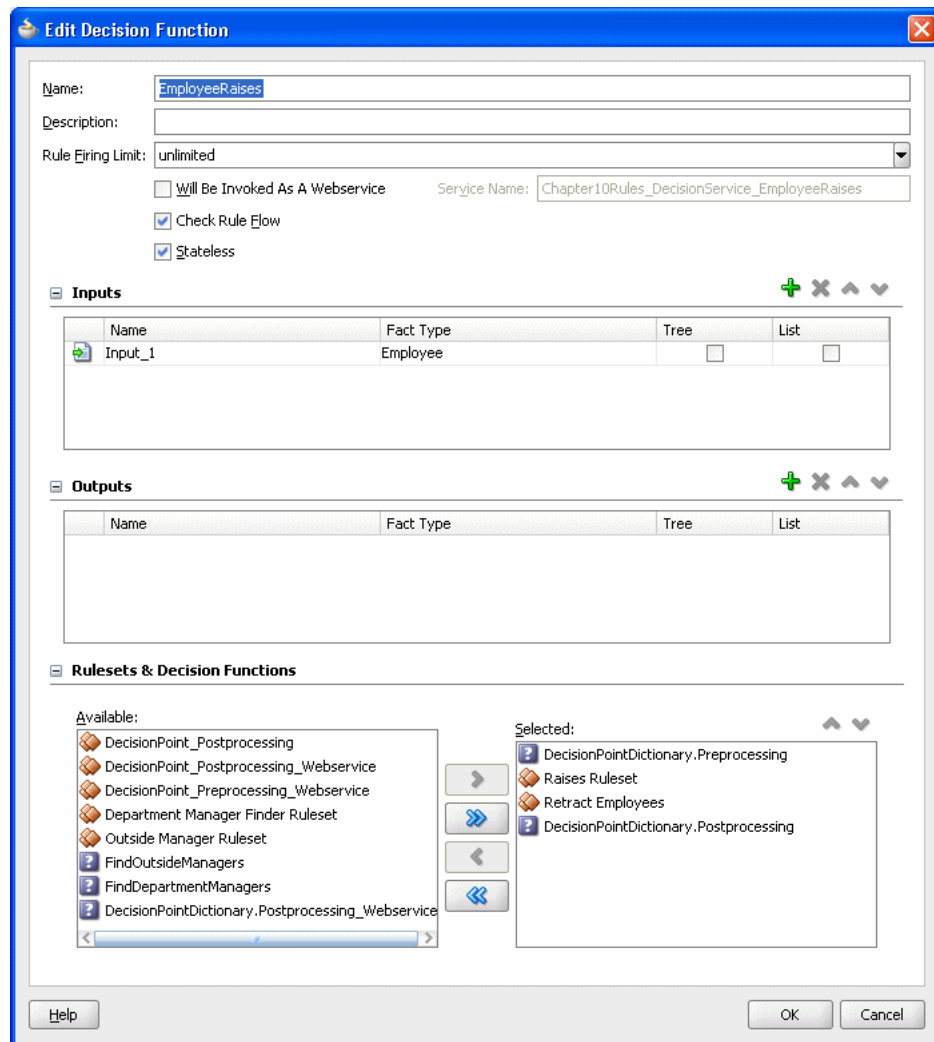 Edit Decision Function
Name: EmployeeRaises
Description:
Rule Firing Limit: unlimited
Will Be Invoked As A Webservice Service Name: Chapter10Rules_DecisionService_EmployeeRaises
Check Rule Flow
Stateless
Inputs
Name Fact Type Tree List
Input_1 Employee
Outputs
Name Fact Type Tree List
Rulesets & Decision Functions
Available:
DecisionPoint_Postprocessing
DecisionPoint_Postprocessing_Webservice
DecisionPoint_Preprocessing_Webservice
Department Manager Finder Ruleset
Outside Manager Ruleset
FindOutsideManagers
FindDepartmentManagers
DecisionPointDictionary.Postprocessing_Webservice
Selected:
DecisionPointDictionary.Preprocessing
Raises Ruleset
Retract Employees
DecisionPointDictionary.Postprocessing
Help OK Cancel